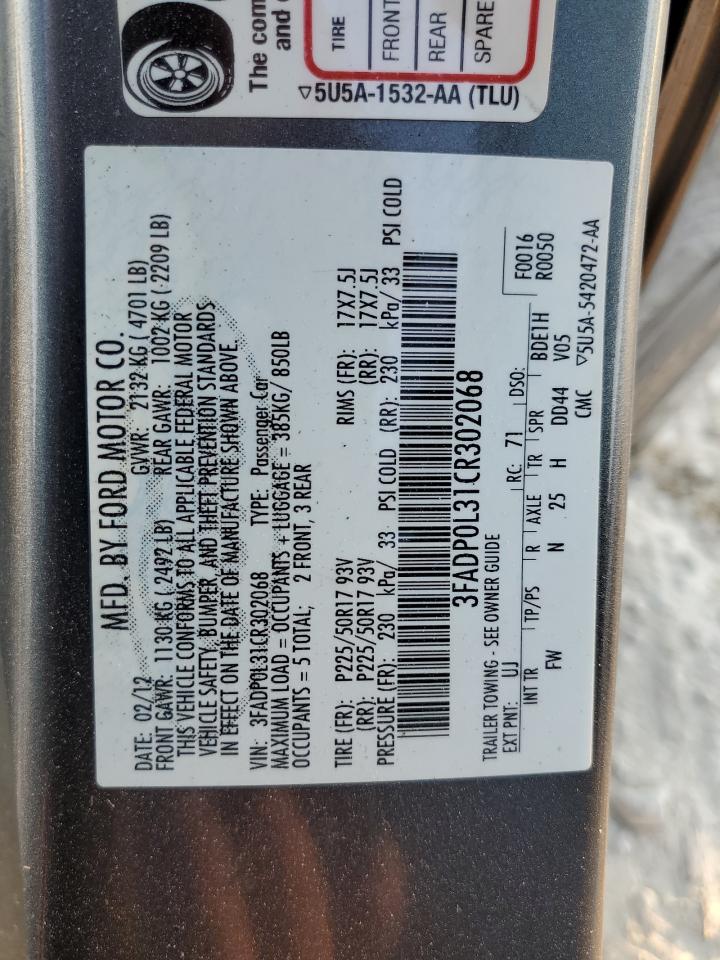 The com
and c
TIRE
FRONT
REAR
SPARE
▽5U5A-1532-AA (TLU)
MFD. BY FORD MOTOR CO.
DATE: 02/12 GVWR: 2132 KG ( 4701 LB)
FRONT GAWR: 1130 KG ( 2492 LB) REAR GAWR: 1002 KG ( 2209 LB)
THIS VEHICLE CONFORMS TO ALL APPLICABLE FEDERAL MOTOR
VEHICLE SAFETY, BUMPER, AND THEFT PREVENTION STANDARDS
IN EFFECT ON THE DATE OF MANUFACTURE SHOWN ABOVE.
VIN: 3FADP0L31CR302068 TYPE: Passenger Car
MAXIMUM LOAD = OCCUPANTS + LUGGAGE = 385KG/ 850LB
OCCUPANTS = 5 TOTAL; 2 FRONT, 3 REAR
TIRE (FR): P225/50R17 93V RIMS (FR): 17X7.5J
(RR): P225/50R17 93V (RR): 17X7.5J
PRESSURE (FR): 230 kPa/ 33 PSI COLD (RR): 230 kPa/ 33 PSI COLD
3FADP0L31CR302068
TRAILER TOWING - SEE OWNER GUIDE
EXT PNT: UJ RC: 71 DSO: F0016
R0050
INT TR TP/PS R AXLE TR SPR BDE1H
FW N 25 H DD44 V05
CMC ▽5U5A-5420472-AA